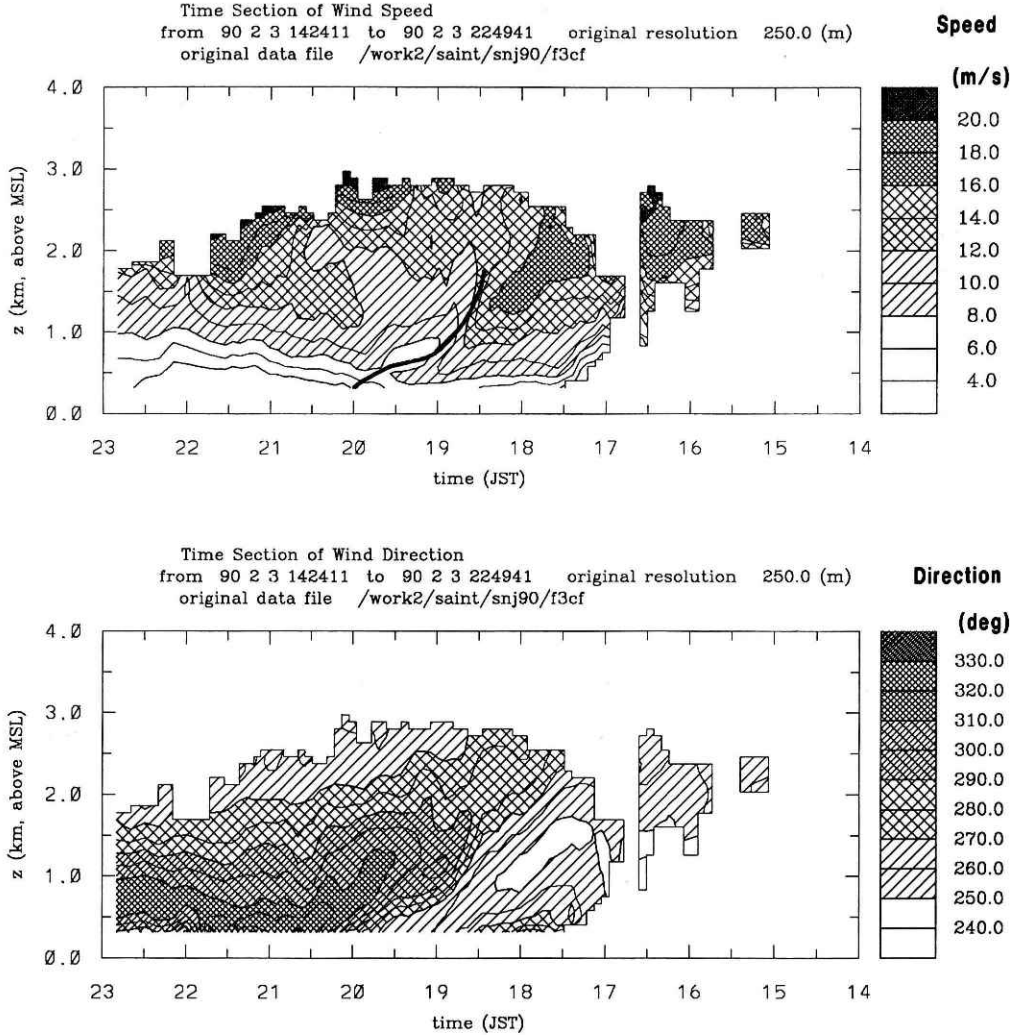 Time Section of Wind Speed
from 90 2 3 142411 to 90 2 3 224941 original resolution 250.0 (m)
original data file /work2/saint/snj90/f3cf
Speed
(m/s)
20.0
18.0
16.0
14.0
12.0
10.0
8.0
6.0
4.0
z (km, above MSL)
4.0
3.0
2.0
1.0
0.0
23 22 21 20 19 18 17 16 15 14
time (JST)
Time Section of Wind Direction
from 90 2 3 142411 to 90 2 3 224941 original resolution 250.0 (m)
original data file /work2/saint/snj90/f3cf
Direction
(deg)
330.0
320.0
310.0
300.0
290.0
280.0
270.0
260.0
250.0
240.0
z (km, above MSL)
4.0
3.0
2.0
1.0
0.0
23 22 21 20 19 18 17 16 15 14
time (JST)